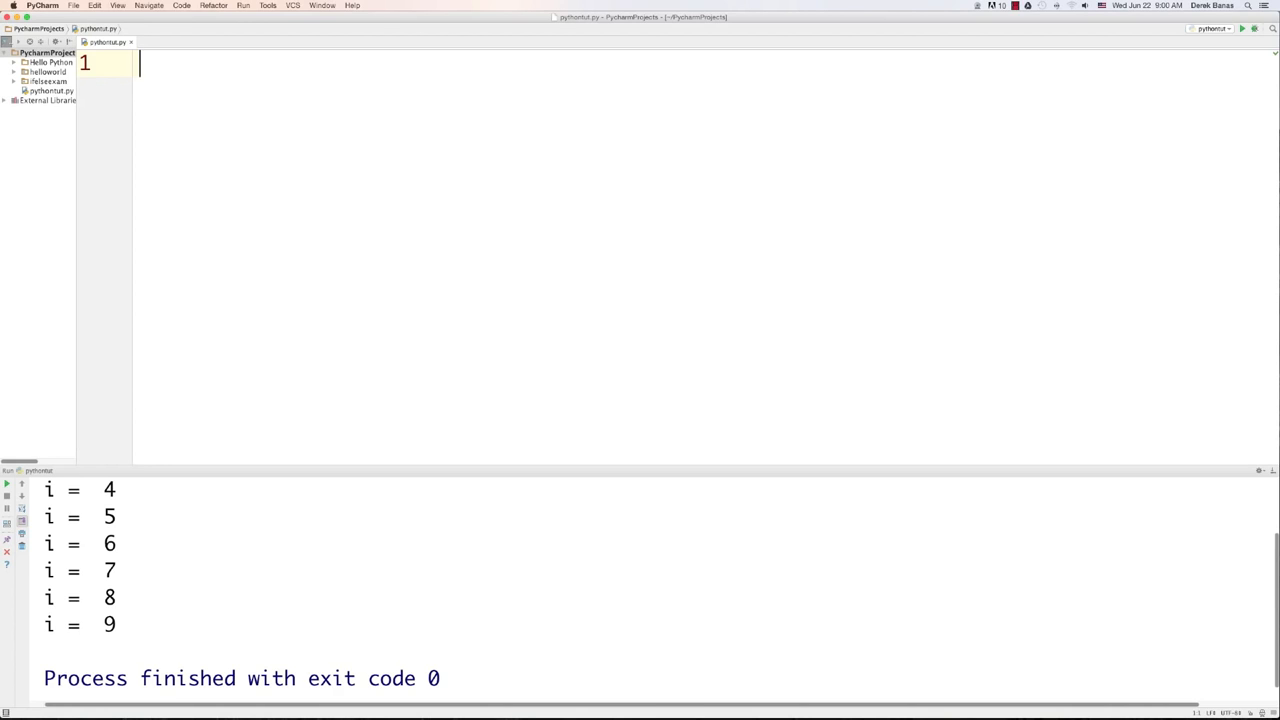 PyCharm File Edit View Navigate Code Refactor Run Tools VCS Window Help 10 Wed Jun 22 9:00 AM Derek Banas
pythontut.py - PycharmProjects - [~/PycharmProjects]
PycharmProjects pythontut.py pythontut
pythontut.py
PycharmProject
Hello Python
helloworld
ifelseexam
pythontut.py
External Librarie
1
Run pythontut
i = 4
i = 5
i = 6
i = 7
i = 8
i = 9
Process finished with exit code 0
1:1 LF÷ UTF-8÷